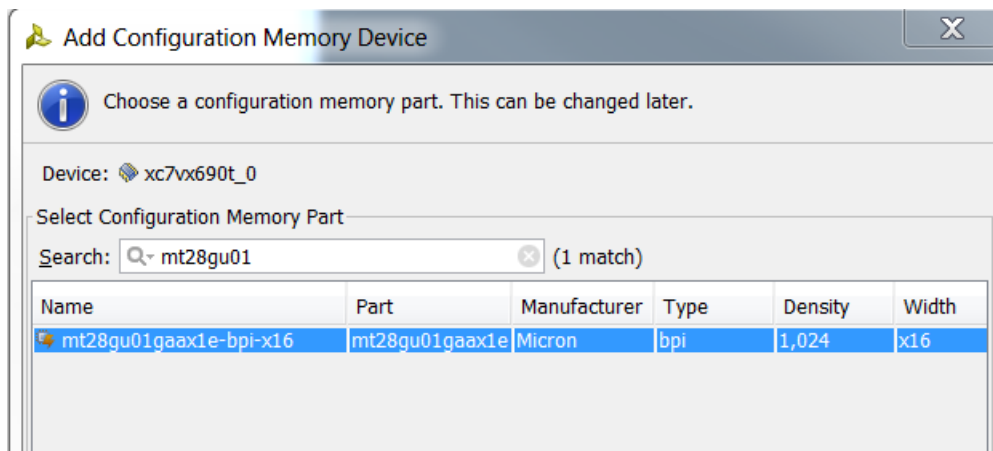 Add Configuration Memory Device
Choose a configuration memory part. This can be changed later.
Device: xc7vx690t_0
Select Configuration Memory Part
Search: mt28gu01 (1 match)
Name Part Manufacturer Type Density Width
mt28gu01gaax1e-bpi-x16 mt28gu01gaax1e Micron bpi 1,024 x16